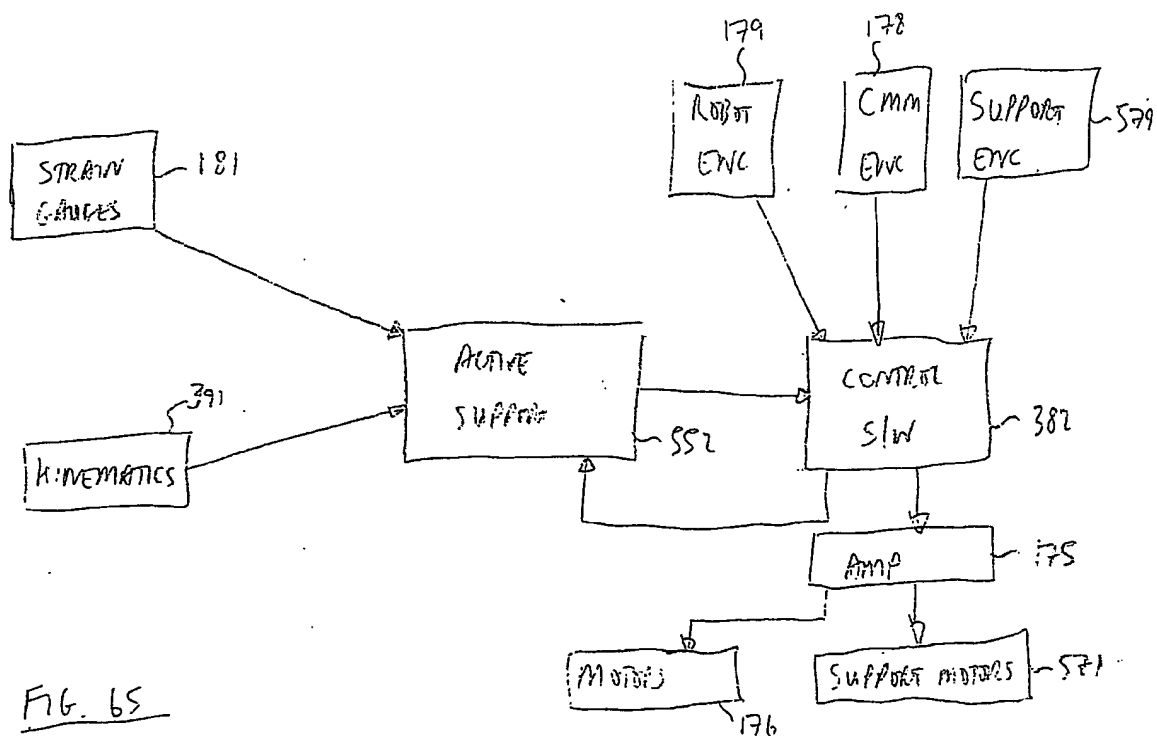 179
178
ROBOT
ENC
CMM
ENC
SUPPORT
ENC
579
STRAIN
GAUGES
181
391
KINEMATICS
ACTIVE
SUPPORT
552
CONTROL
S/W
382
AMP
175
MOTORS
176
SUPPORT MOTORS
571
FIG. 65